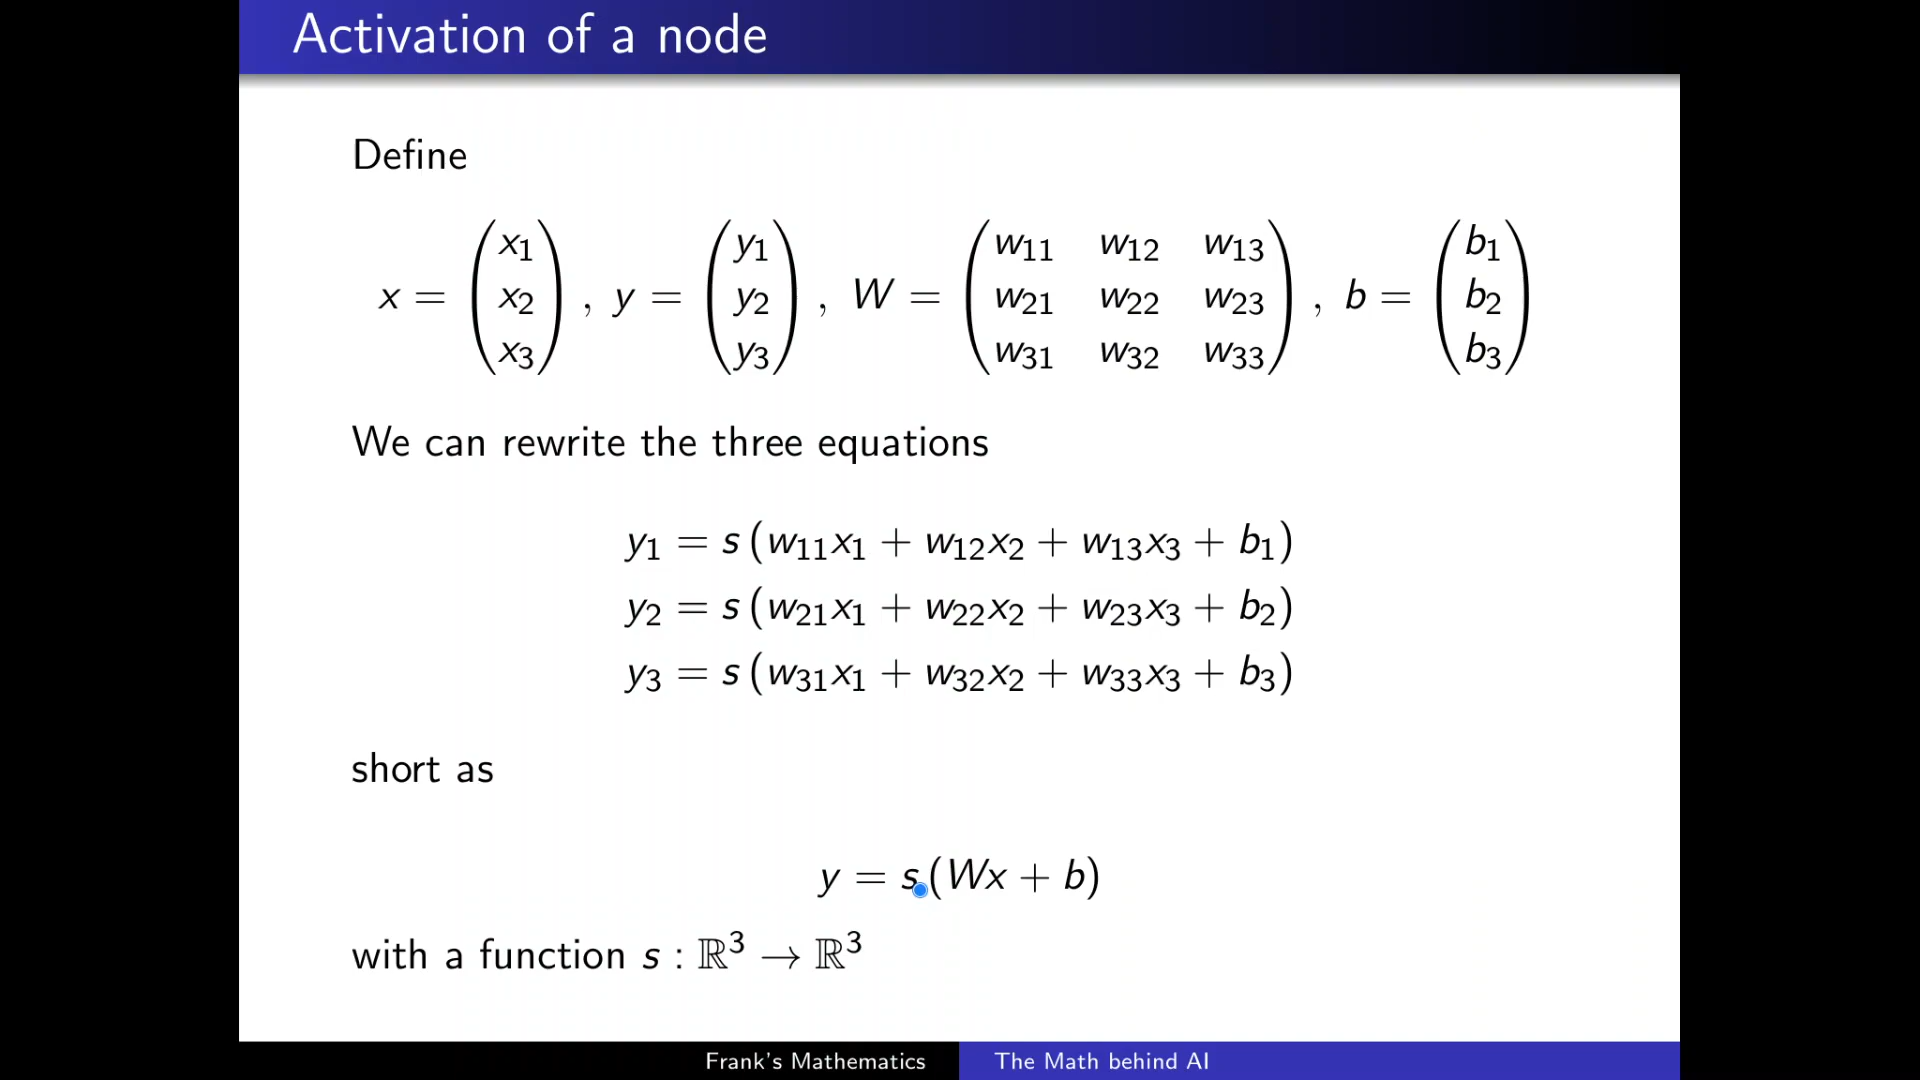 Activation of a node
Define
x = (x₁ x₂ x₃), y = (y₁ y₂ y₃), W = (w₁₁ w₁₂ w₁₃ w₂₁ w₂₂ w₂₃ w₃₁ w₃₂ w₃₃), b = (b₁ b₂ b₃)
We can rewrite the three equations
y₁ = s (w₁₁x₁ + w₁₂x₂ + w₁₃x₃ + b₁)
y₂ = s (w₂₁x₁ + w₂₂x₂ + w₂₃x₃ + b₂)
y₃ = s (w₃₁x₁ + w₃₂x₂ + w₃₃x₃ + b₃)
short as
y = s (Wx + b)
with a function s : ℝ³ → ℝ³
Frank's Mathematics
The Math behind AI